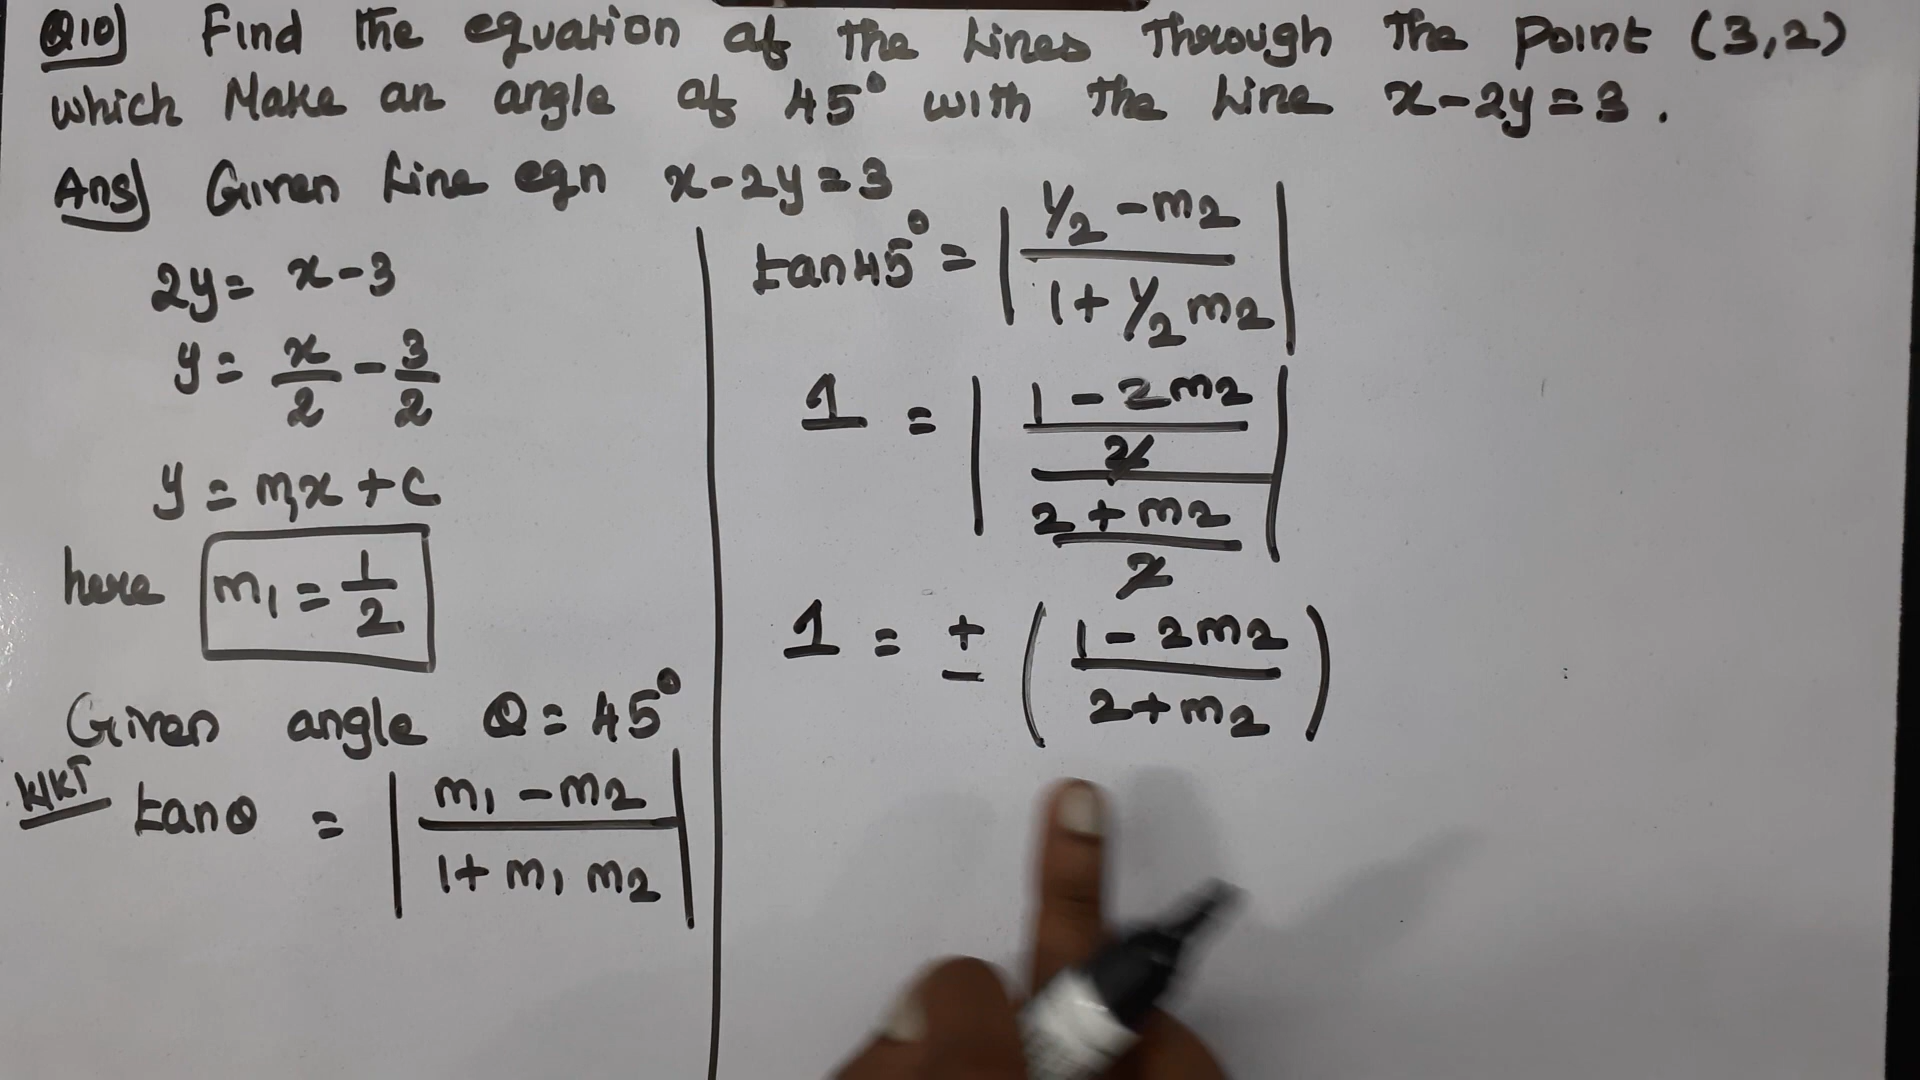 Q10) Find the equation of the Lines Through The point (3,2)
which Make an angle of 45° with the Line x-2y=3.
Ans) Given Line eqn x-2y=3
2y= x-3
y= x/2 - 3/2
y = m,x+c
here m₁ = 1/2
Given angle θ=45°
WKT tanθ = | m₁-m₂ / 1+m₁ m₂ |
tan45° = | ½-m₂ / 1+½m₂ |
1 = | 1-2m₂ / 2 / 2+m₂ / 2 |
1 = ± ( 1-2m₂ / 2+m₂ )